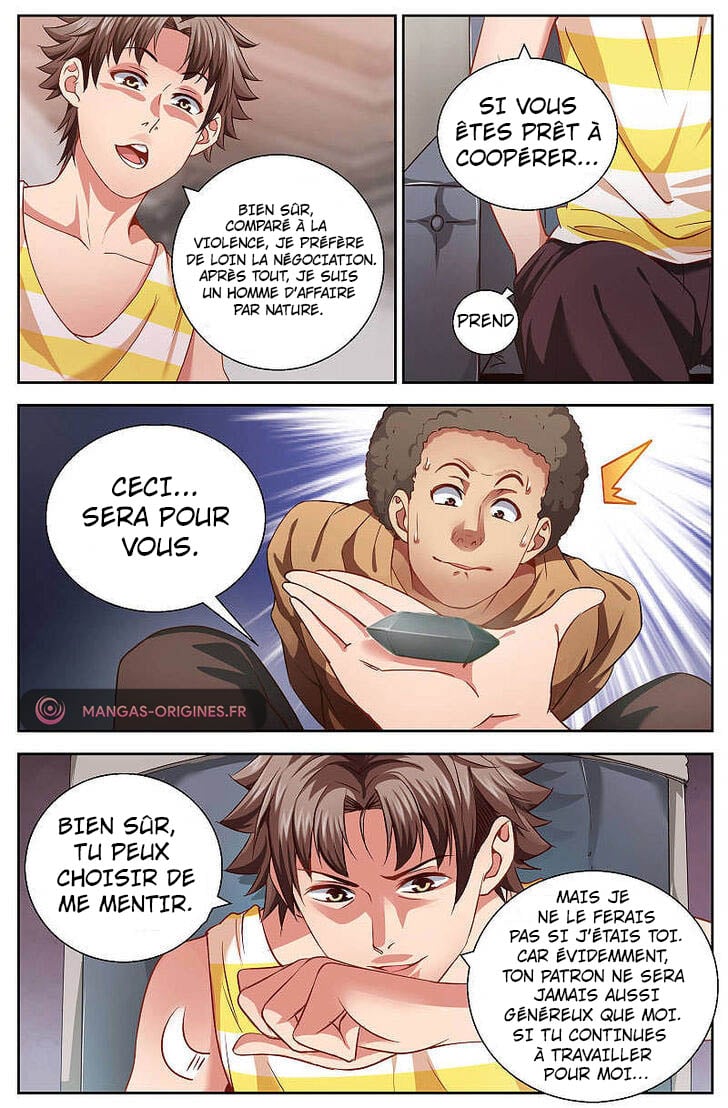 BIEN SÛR,
COMPARÉ À LA
VIOLENCE, JE PRÉFÈRE
DE LOIN LA NÉGOCIATION.
APRÈS TOUT, JE SUIS
UN HOMME D'AFFAIRE
PAR NATURE.
SI VOUS
ÊTES PRÊT À
COOPÉRER...
PREND
CECI...
SERA POUR
VOUS.
MANGAS-ORIGINES.FR
BIEN SÛR,
TU PEUX
CHOISIR DE
ME MENTIR.
MAIS JE
NE LE FERAIS
PAS SI J'ÉTAIS TOI.
CAR ÉVIDEMMENT,
TON PATRON NE SERA
JAMAIS AUSSI
GÉNÉREUX QUE MOI.
SI TU CONTINUES
À TRAVAILLER
POUR MOI...